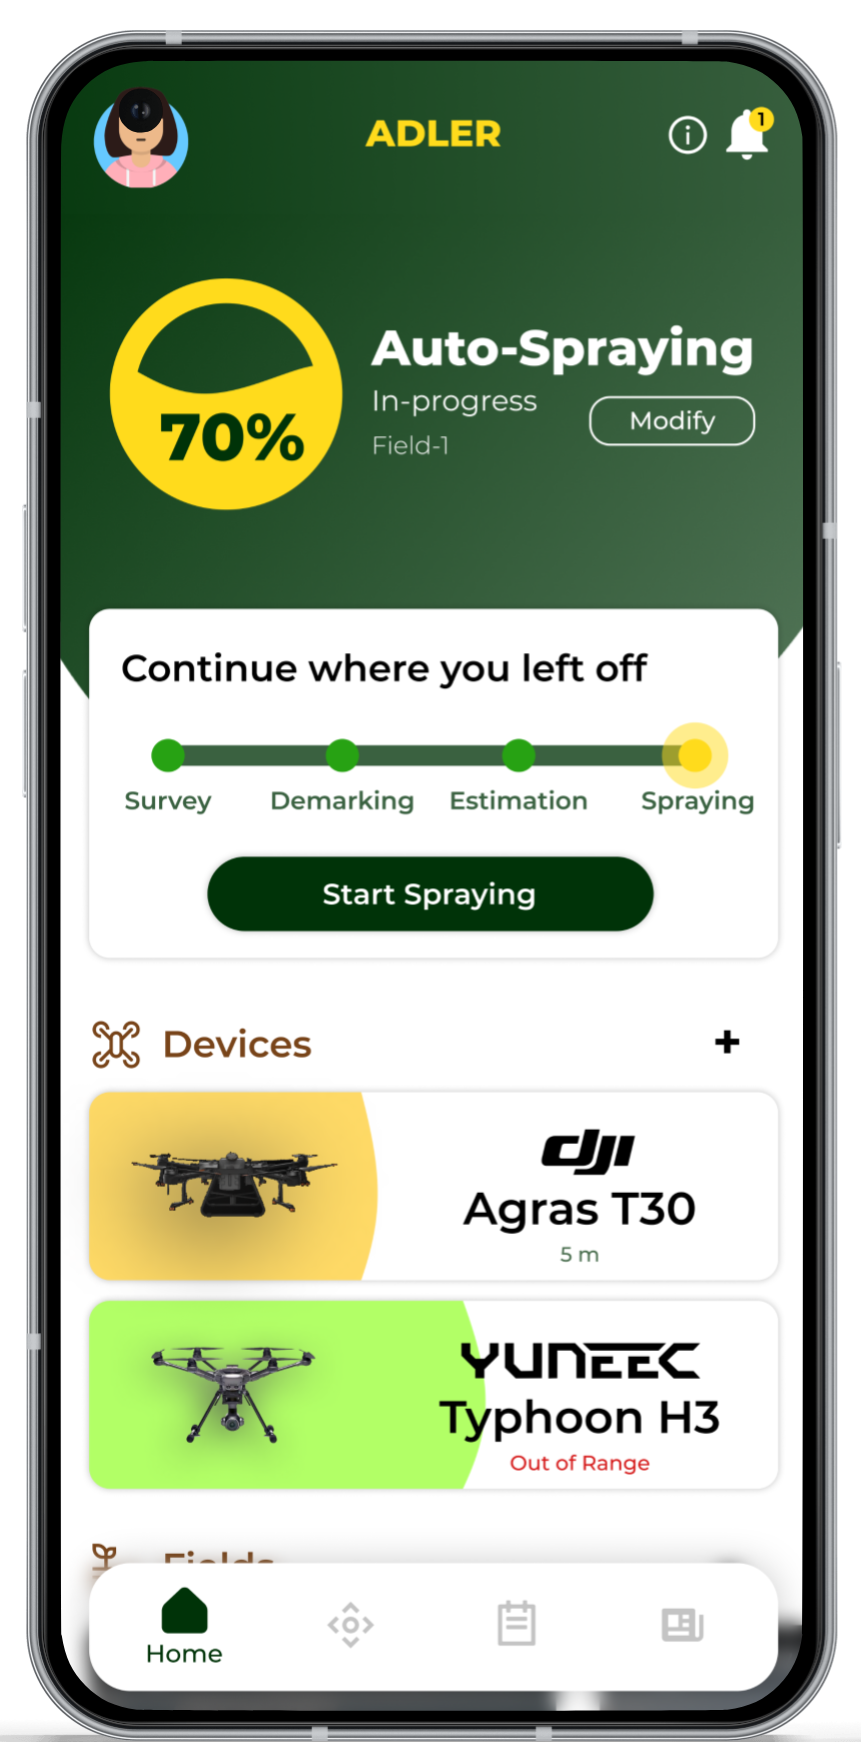 ADLER
1
Auto-Spraying
In-progress
Modify
Field-1
70%
Continue where you left off
Survey
Demarking
Estimation
Spraying
Start Spraying
Devices
+
dji
Agras T30
5 m
YUNEEC
Typhoon H3
Out of Range
Fields
Home